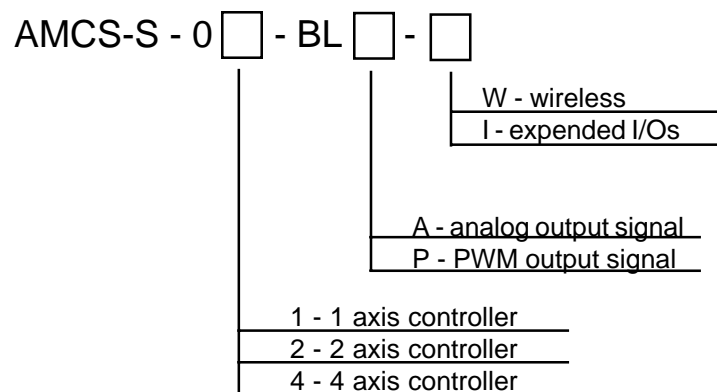 AMCS-S - 0 - BL -
W - wireless
I - expended I/Os
A - analog output signal
P - PWM output signal
1 - 1 axis controller
2 - 2 axis controller
4 - 4 axis controller